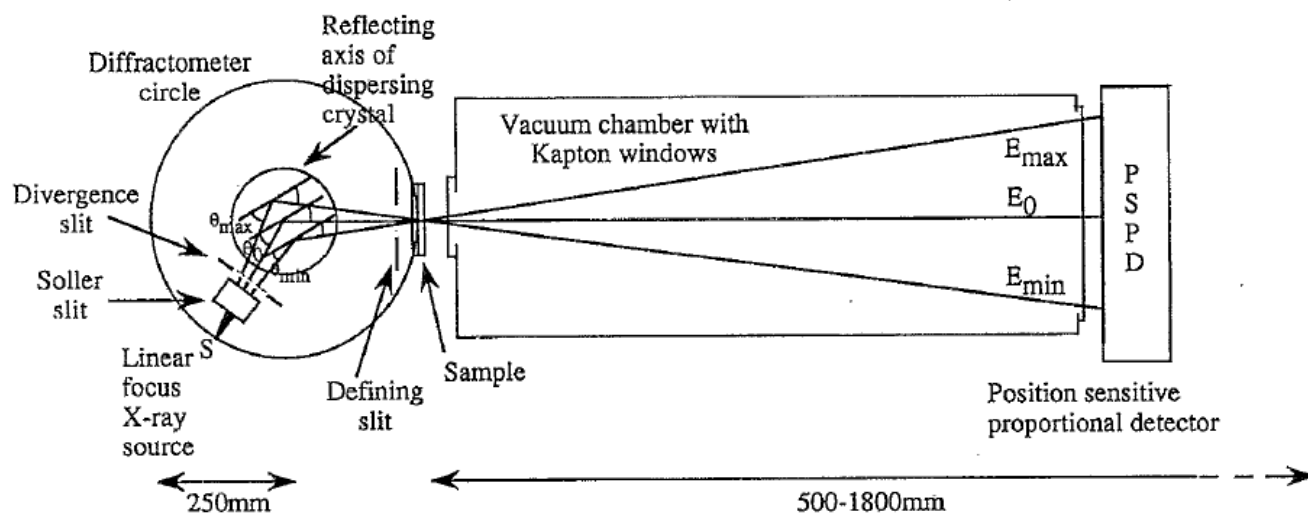 Reflecting
axis of
dispersing
crystal
Diffractometer
circle
Vacuum chamber with
Kapton windows
E_max
E_0
E_min
P
S
P
D
Divergence
slit
θ_max
θ_0
θ_min
Soller
slit
S
Linear
focus
X-ray
source
Defining
slit
Sample
Position sensitive
proportional detector
250mm
500-1800mm